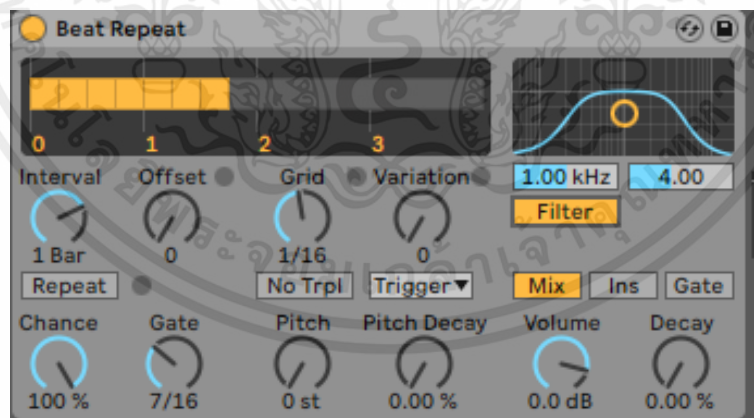 Beat Repeat
0 1 2 3
Interval Offset Grid Variation 1.00 kHz 4.00
Filter
1 Bar 0 1/16 0
Repeat No Trpl Trigger Mix Ins Gate
Chance Gate Pitch Pitch Decay Volume Decay
100 % 7/16 0 st 0.00 % 0.0 dB 0.00 %